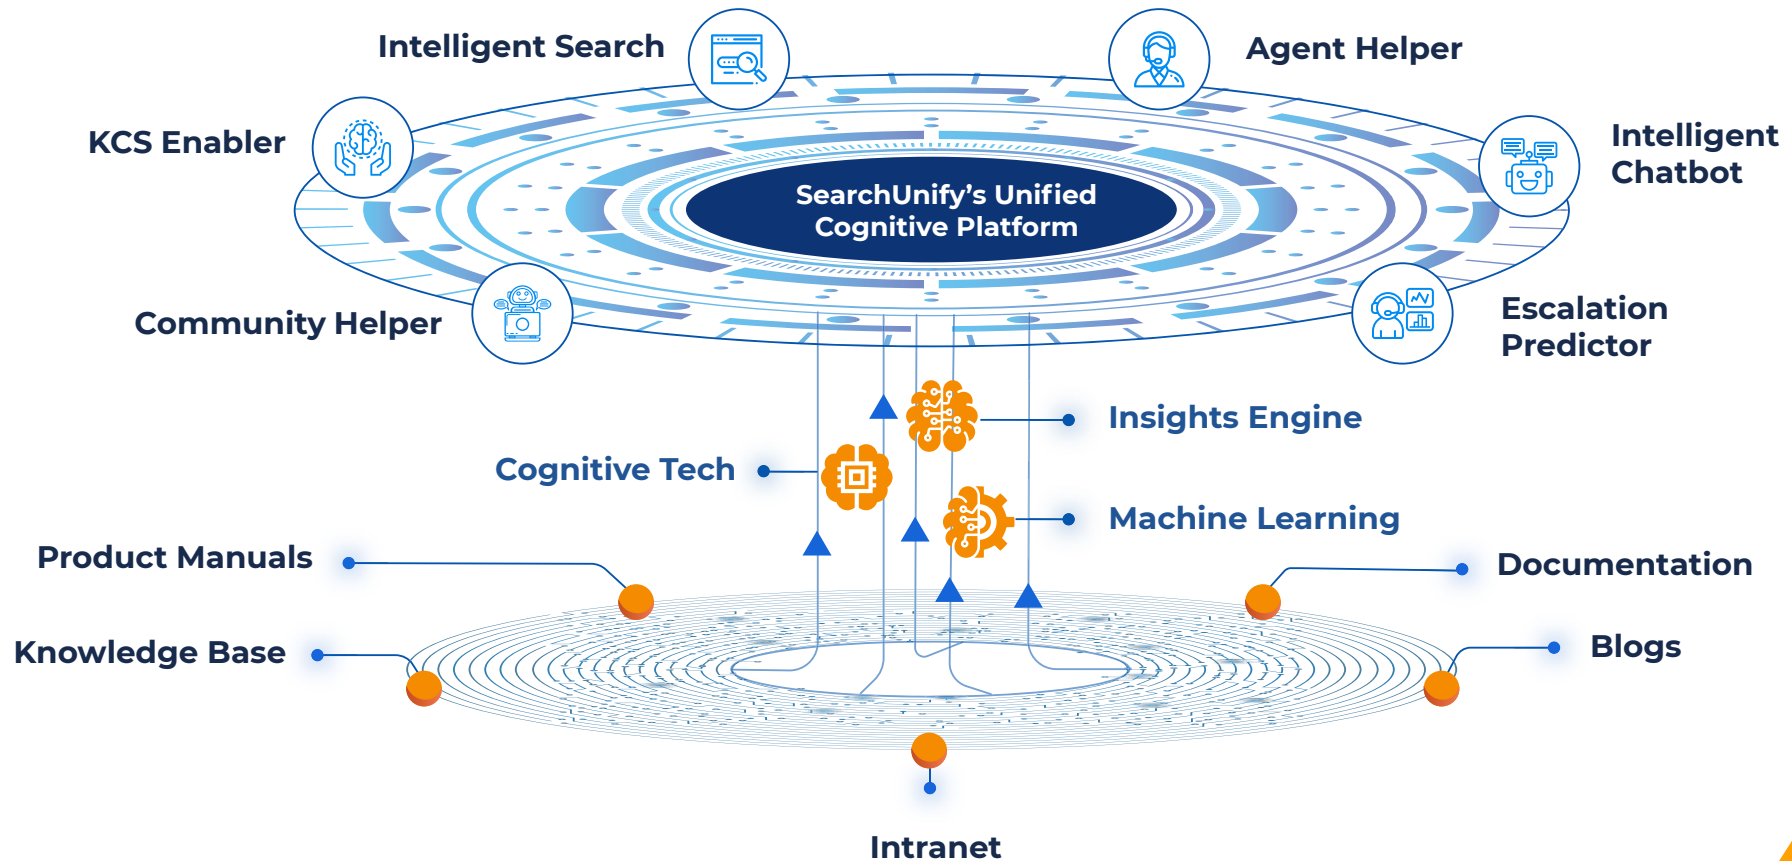 Intelligent Search
Agent Helper
KCS Enabler
Intelligent
Chatbot
SearchUnify’s Unified
Cognitive Platform
Community Helper
Escalation
Predictor
Insights Engine
Cognitive Tech
Machine Learning
Product Manuals
Documentation
Knowledge Base
Blogs
Intranet